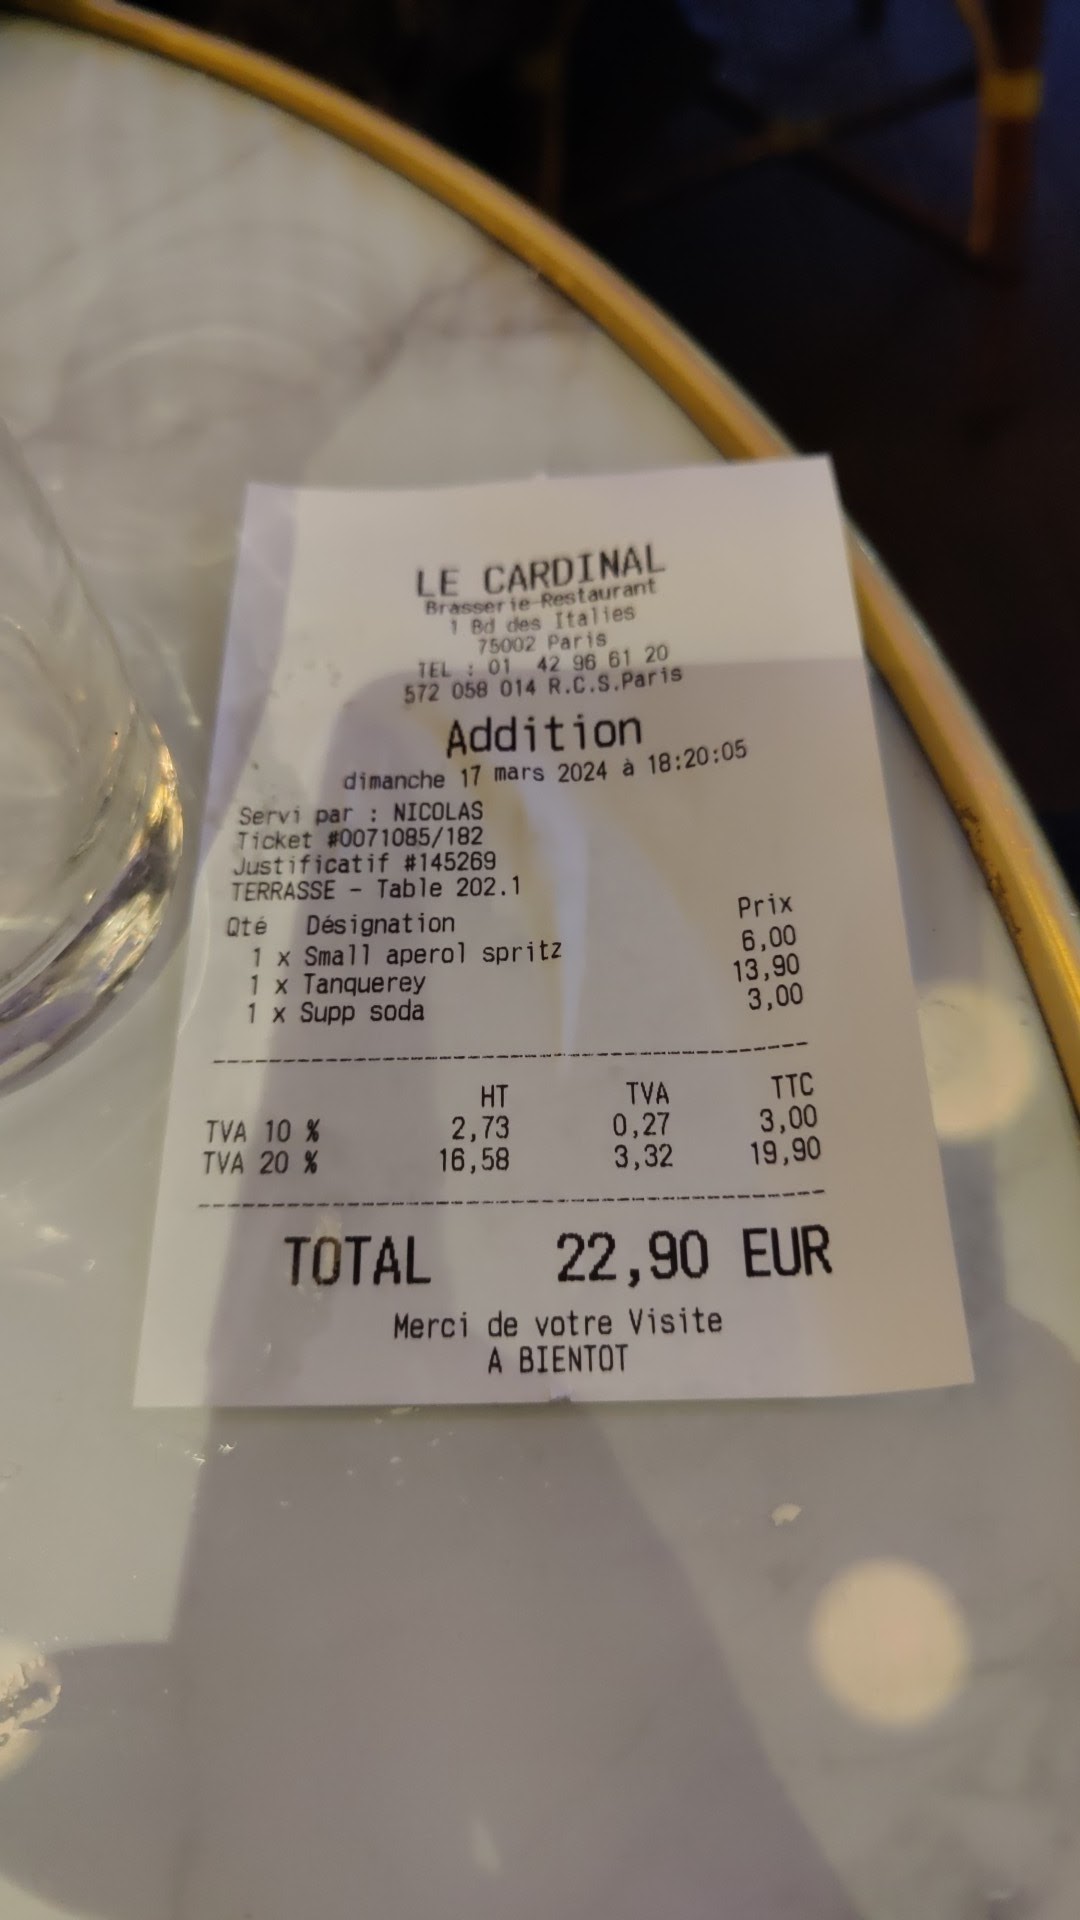 LE CARDINAL
Brasserie-Restaurant
1 Bd des Italies
75002 Paris
TEL : 01 42 96 61 20
572 058 014 R.C.S.Paris
Addition
dimanche 17 mars 2024 à 18:20:05
Servi par : NICOLAS
Ticket #0071085/182
Justificatif #145269
TERRASSE - Table 202.1
Qté Désignation Prix
1 x Small aperol spritz 6,00
1 x Tanquerey 13,90
1 x Supp soda 3,00
HT TVA TTC
TVA 10 % 2,73 0,27 3,00
TVA 20 % 16,58 3,32 19,90
TOTAL 22,90 EUR
Merci de votre Visite
A BIENTOT